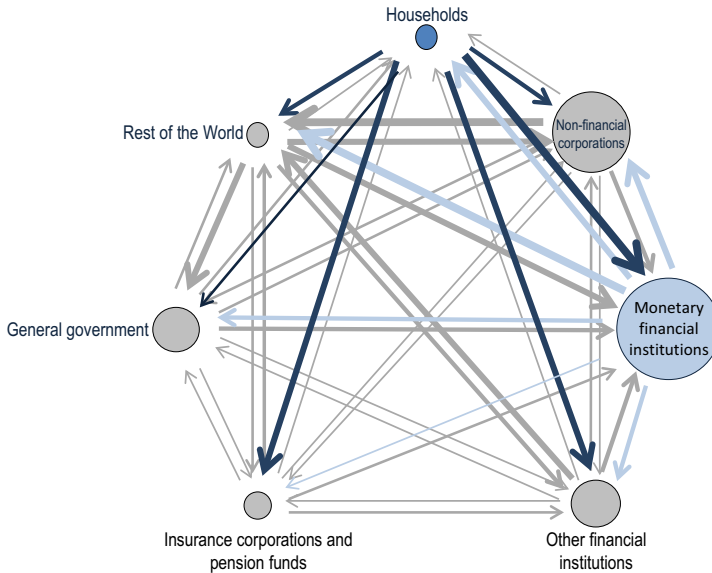 Households
Non-financial
corporations
Rest of the World
Monetary
financial
institutions
General government
Insurance corporations and
pension funds
Other financial
institutions